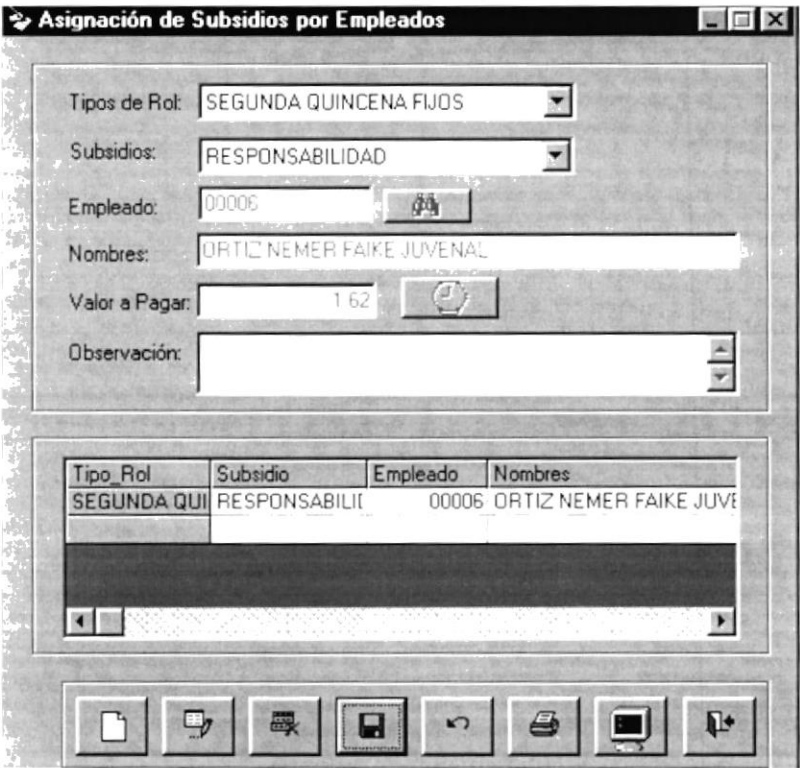 Asignación de Subsidios por Empleados
Tipos de Rol: SEGUNDA QUINCENA FIJOS
Subsidios: RESPONSABILIDAD
Empleado: 00006
Nombres: ORTIZ NEMER FAIKE JUVENAL
Valor a Pagar: 1.62
Observación:
Tipo_Rol Subsidio Empleado Nombres
SEGUNDA QUI RESPONSABILI 00006 ORTIZ NEMER FAIKE JUVE